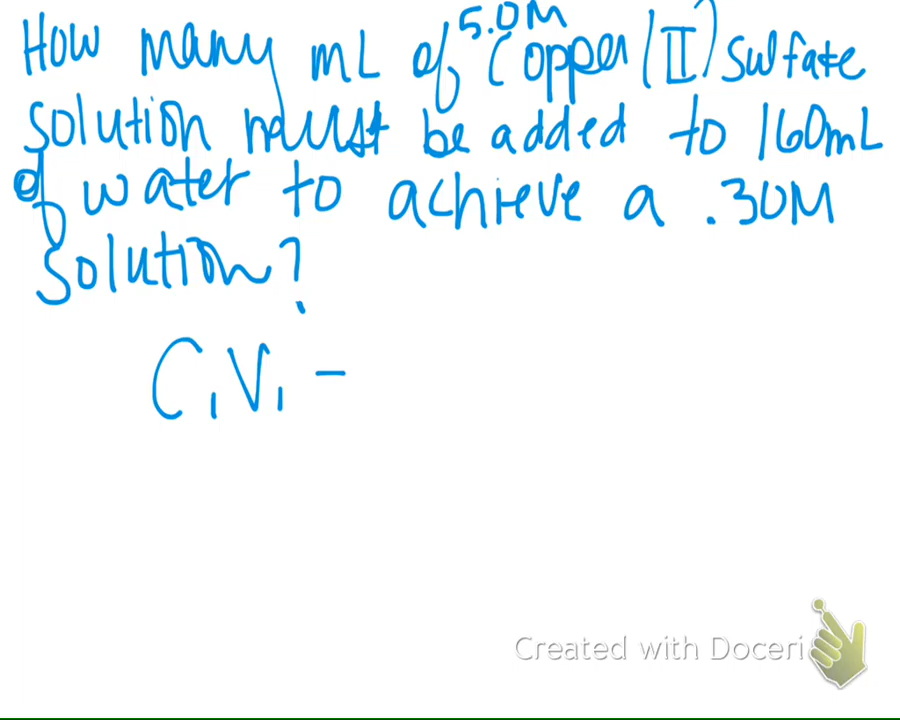 How many mL of 5.0M Copper (II) sulfate
solution must be added to 160mL
of water to achieve a .30M
solution?
C₁V₁ =
Created with Doceri